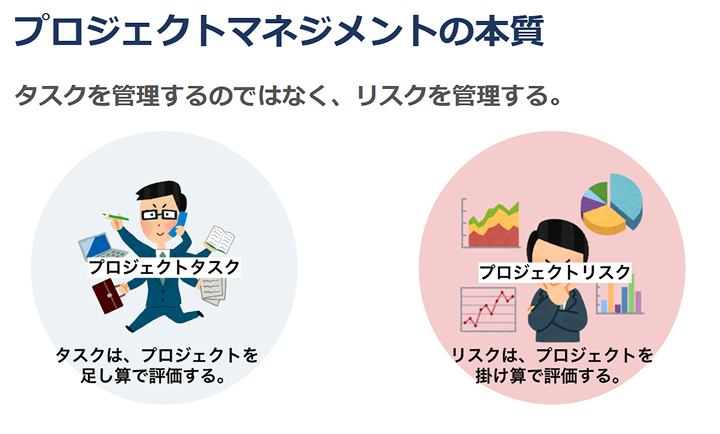 プロジェクトマネジメントの本質
タスクを管理するのではなく、リスクを管理する。
プロジェクトタスク
タスクは、プロジェクトを
足し算で評価する。
プロジェクトリスク
リスクは、プロジェクトを
掛け算で評価する。